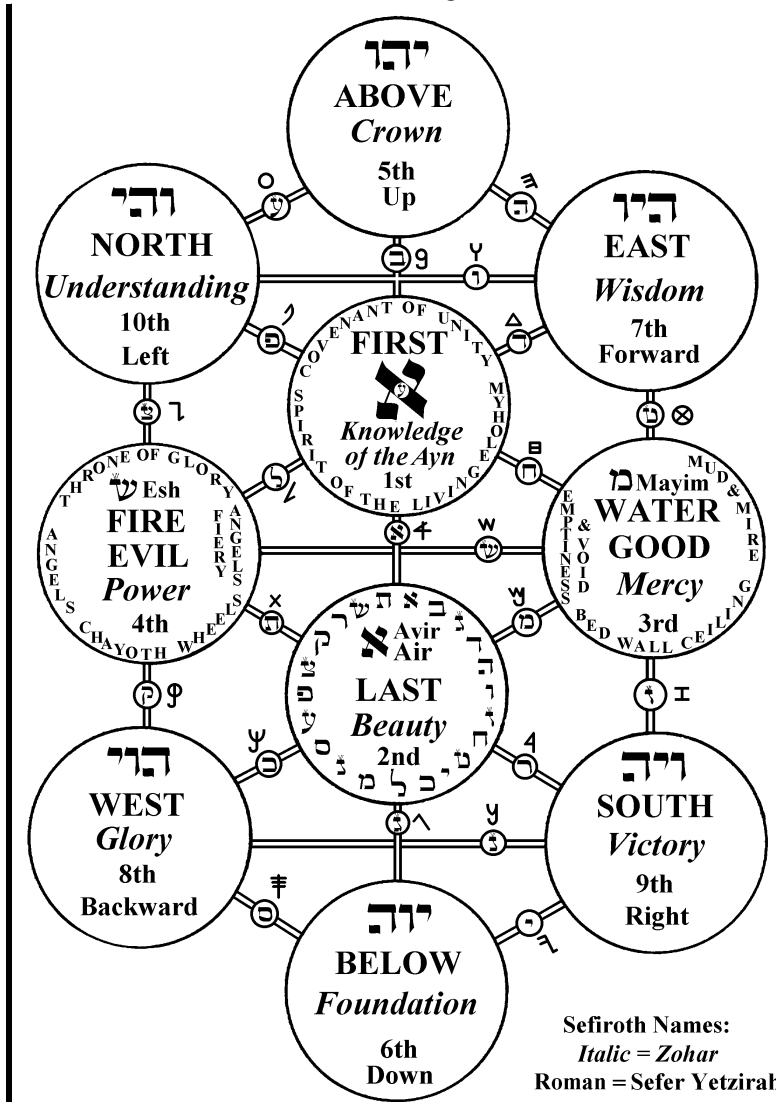 יהו
ABOVE
Crown
5th
Up
ע
ה
והי
NORTH
Understanding
10th
Left
היו
EAST
Wisdom
7th
Forward
ב
ו
פ
ד
COVENANT OF UNITY
FIRST
א
ע
Knowledge
of the Ayn
1st
SPIRIT OF THE LIVING ELOHYM
צ
ט
ל
ח
THRONE OF GLORY
ש Esh
FIRE
EVIL
Power
4th
FIERY
ANGELS
ANGELS CHAYOTH WHEELS
מ Mayim
WATER
GOOD
Mercy
3rd
MUD & MIRE
EMPTINESS
& VOID
BED WALL CEILING
א
ש
ת
מ
א ב ג ד ה ו ז ח ט י כ ל מ נ ס ע פ צ ק ר ש ת
א Avir
Air
LAST
Beauty
2nd
ק
ז
כ
ר
הוי
WEST
Glory
8th
Backward
ויה
SOUTH
Victory
9th
Right
ג
נ
ס
י
יוה
BELOW
Foundation
6th
Down
Sefiroth Names:
Italic = Zohar
Roman = Sefer Yetzirah